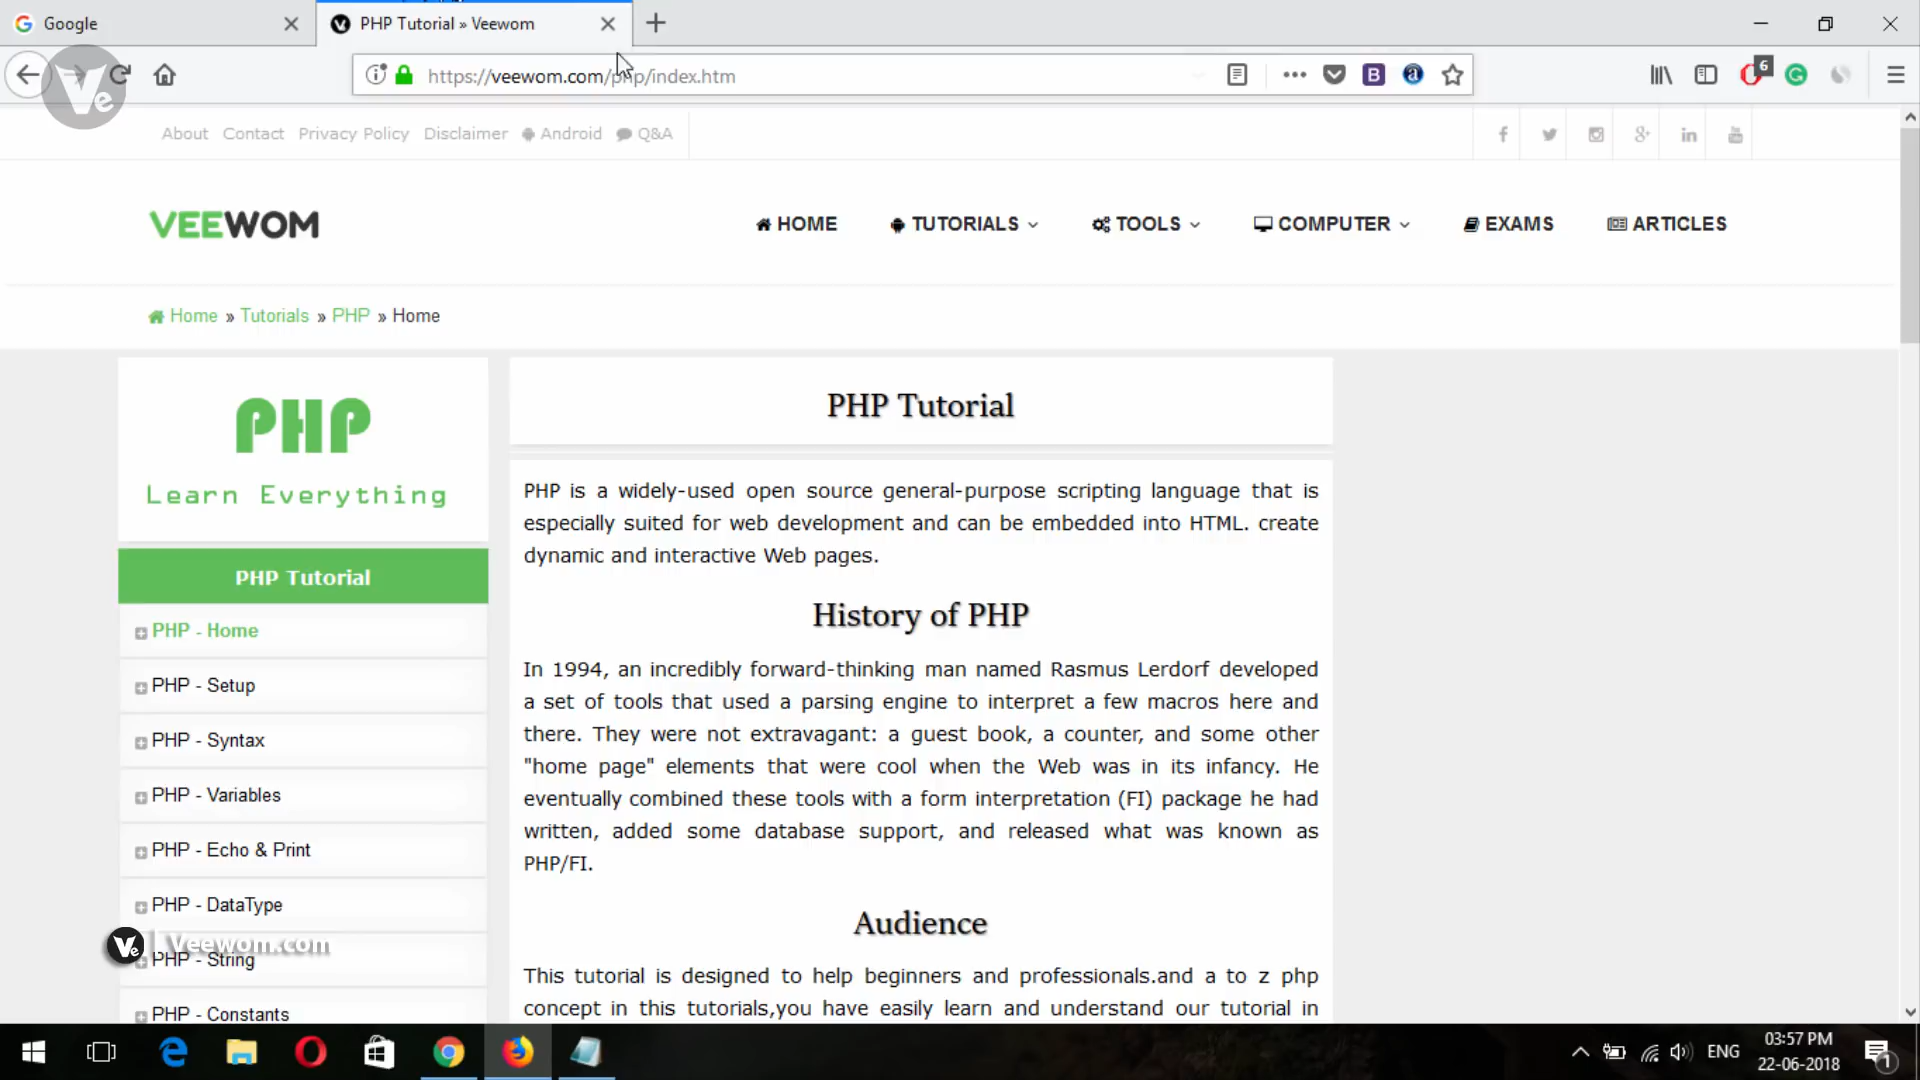 Google
PHP Tutorial » Veewom
https://veewom.com/php/index.htm
6
About Contact Privacy Policy Disclaimer Android Q&A
VEEWOM
HOME TUTORIALS TOOLS COMPUTER EXAMS ARTICLES
Home » Tutorials » PHP » Home
PHP
Learn Everything
PHP Tutorial
PHP - Home
PHP - Setup
PHP - Syntax
PHP - Variables
PHP - Echo & Print
PHP - DataType
PHP - String
PHP - Constants
Veewom.com
PHP Tutorial
PHP is a widely-used open source general-purpose scripting language that is
especially suited for web development and can be embedded into HTML. create
dynamic and interactive Web pages.
History of PHP
In 1994, an incredibly forward-thinking man named Rasmus Lerdorf developed
a set of tools that used a parsing engine to interpret a few macros here and
there. They were not extravagant: a guest book, a counter, and some other
"home page" elements that were cool when the Web was in its infancy. He
eventually combined these tools with a form interpretation (FI) package he had
written, added some database support, and released what was known as
PHP/FI.
Audience
This tutorial is designed to help beginners and professionals.and a to z php
concept in this tutorials,you have easily learn and understand our tutorial in
ENG
03:57 PM
22-06-2018
1